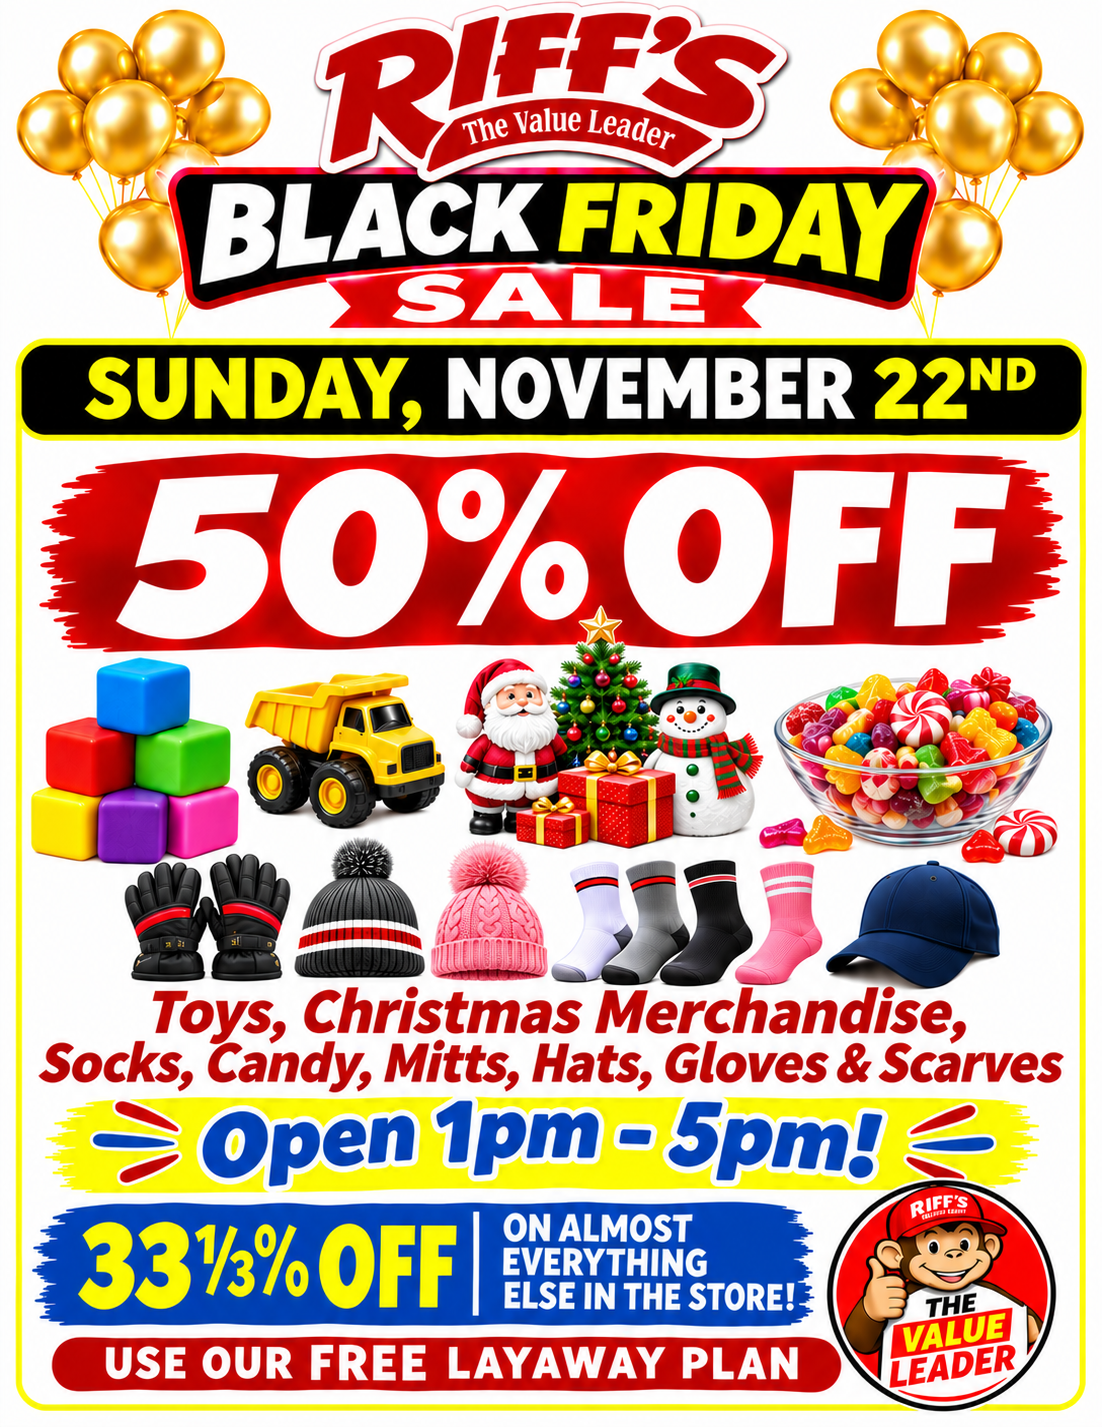 RIFF'S
The Value Leader
BLACK FRIDAY
SALE
SUNDAY, NOVEMBER 22ND
50% OFF
Toys, Christmas Merchandise,
Socks, Candy, Mitts, Hats, Gloves & Scarves
Open 1pm - 5pm!
33⅓% OFF
ON ALMOST
EVERYTHING
ELSE IN THE STORE!
USE OUR FREE LAYAWAY PLAN
RIFF'S
THE
VALUE
LEADER